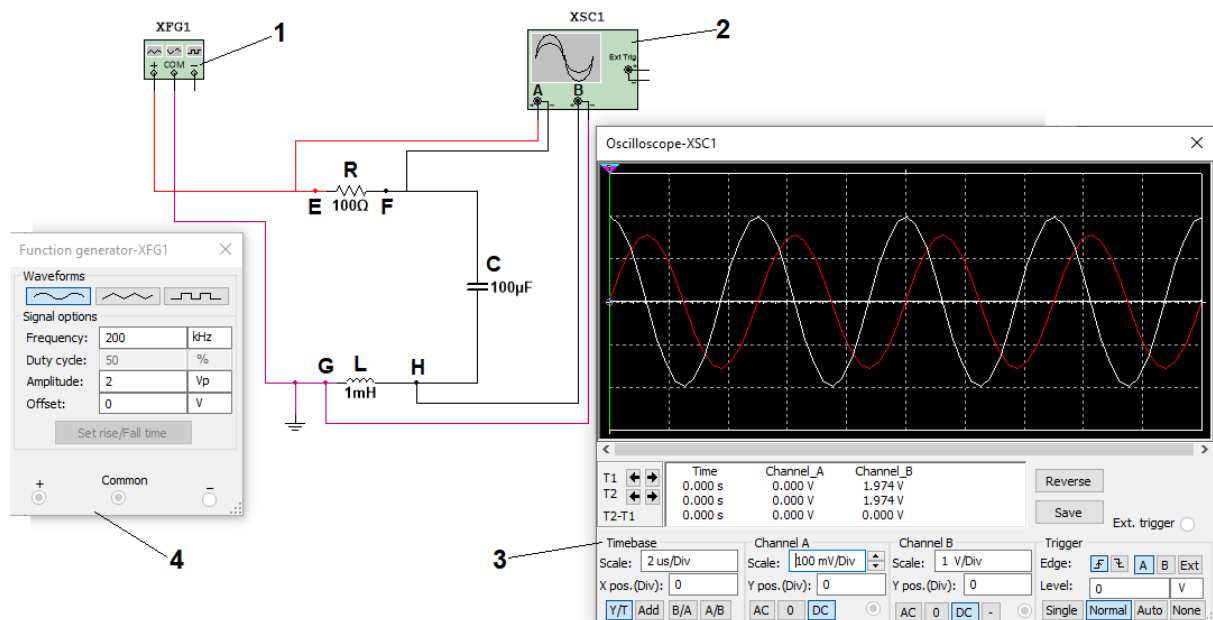 XFG1
1
COM
+ −
XSC1
2
Ext Trig
+
−
A B
+ − + −
R
E 100Ω F
C
100µF
G L H
1mH
Function generator-XFG1
Waveforms
Signal options
Frequency: 200 kHz
Duty cycle: 50 %
Amplitude: 2 Vp
Offset: 0 V
Set rise/Fall time
+ Common −
4
Oscilloscope-XSC1
T1
T2
T2-T1
Time Channel_A Channel_B
0.000 s 0.000 V 1.974 V
0.000 s 0.000 V 1.974 V
0.000 s 0.000 V 0.000 V
Reverse
Save
Ext. trigger
3
Timebase
Scale: 2 us/Div
X pos.(Div): 0
Y/T Add B/A A/B
Channel A
Scale: 100 mV/Div
Y pos.(Div): 0
AC 0 DC
Channel B
Scale: 1 V/Div
Y pos.(Div): 0
AC 0 DC -
Trigger
Edge: A B Ext
Level: 0 V
Single Normal Auto None